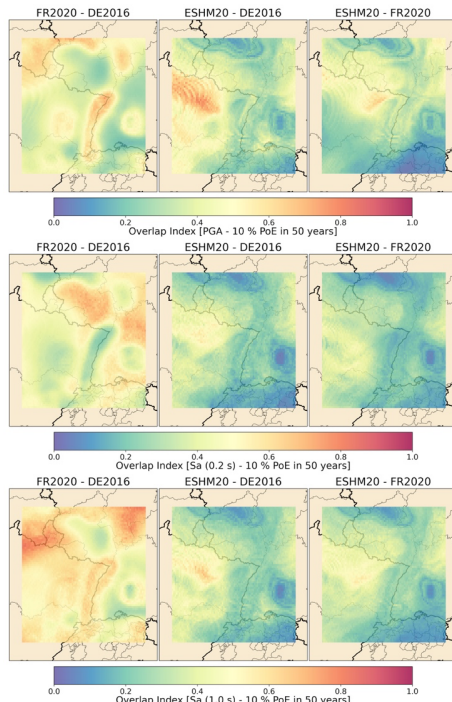 FR2020 - DE2016 ESHM20 - DE2016 ESHM20 - FR2020
0.0 0.2 0.4 0.6 0.8 1.0
Overlap Index [PGA - 10 % PoE in 50 years]
FR2020 - DE2016 ESHM20 - DE2016 ESHM20 - FR2020
0.0 0.2 0.4 0.6 0.8 1.0
Overlap Index [Sa (0.2 s) - 10 % PoE in 50 years]
FR2020 - DE2016 ESHM20 - DE2016 ESHM20 - FR2020
0.0 0.2 0.4 0.6 0.8 1.0
Overlap Index [Sa (1.0 s) - 10 % PoE in 50 years]